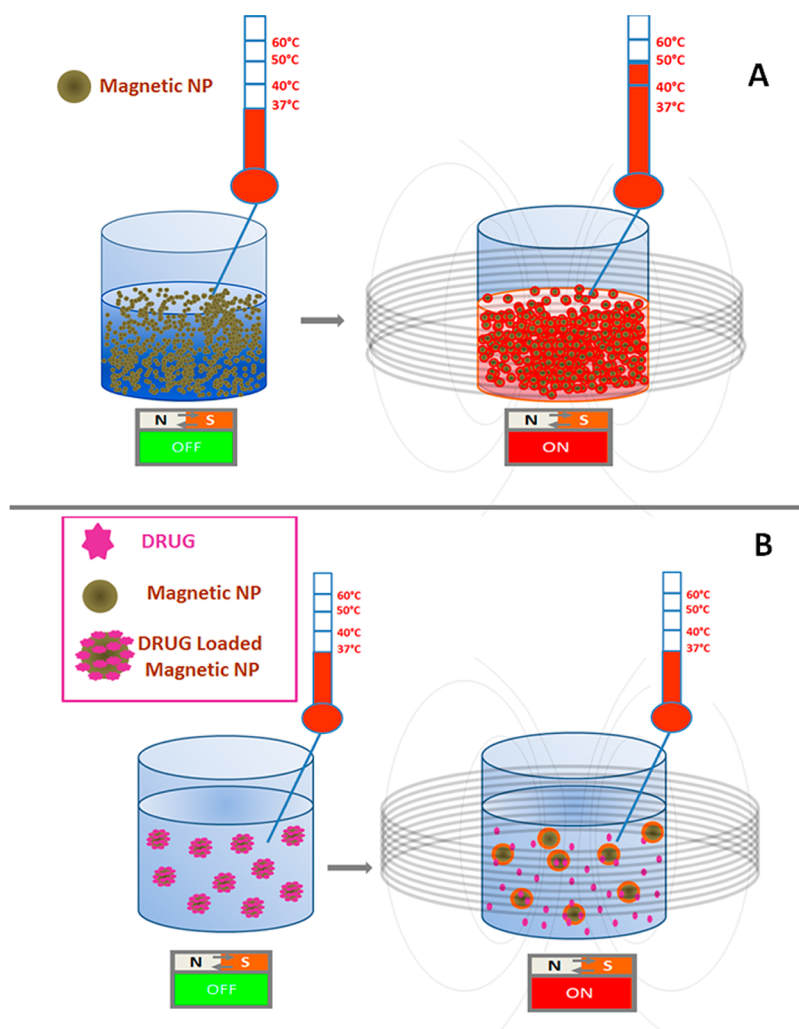 Magnetic NP
60°C
50°C
40°C
37°C
60°C
50°C
40°C
37°C
A
N S
OFF
N S
ON
B
DRUG
Magnetic NP
DRUG Loaded
Magnetic NP
60°C
50°C
40°C
37°C
60°C
50°C
40°C
37°C
N S
OFF
N S
ON